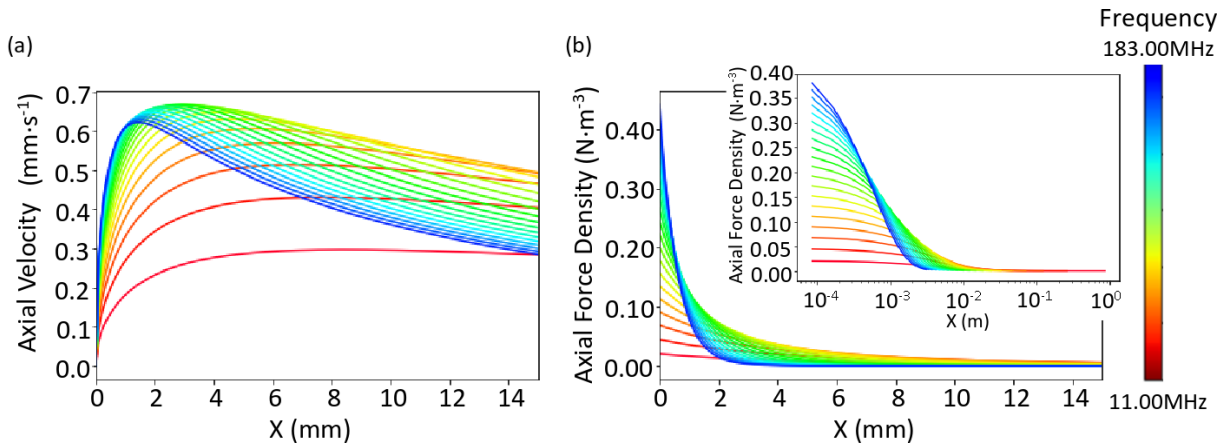 (a)
Axial Velocity (mm·s⁻¹)
0.7
0.6
0.5
0.4
0.3
0.2
0.1
0.0
0 2 4 6 8 10 12 14
X (mm)
(b)
Axial Force Density (N·m⁻³)
0.40
0.30
0.20
0.10
0.00
0 2 4 6 8 10 12 14
X (mm)
Axial Force Density (N·m⁻³)
0.40
0.35
0.30
0.25
0.20
0.15
0.10
0.05
0.00
10⁻⁴ 10⁻³ 10⁻² 10⁻¹ 10⁰
X (m)
Frequency
183.00MHz
11.00MHz